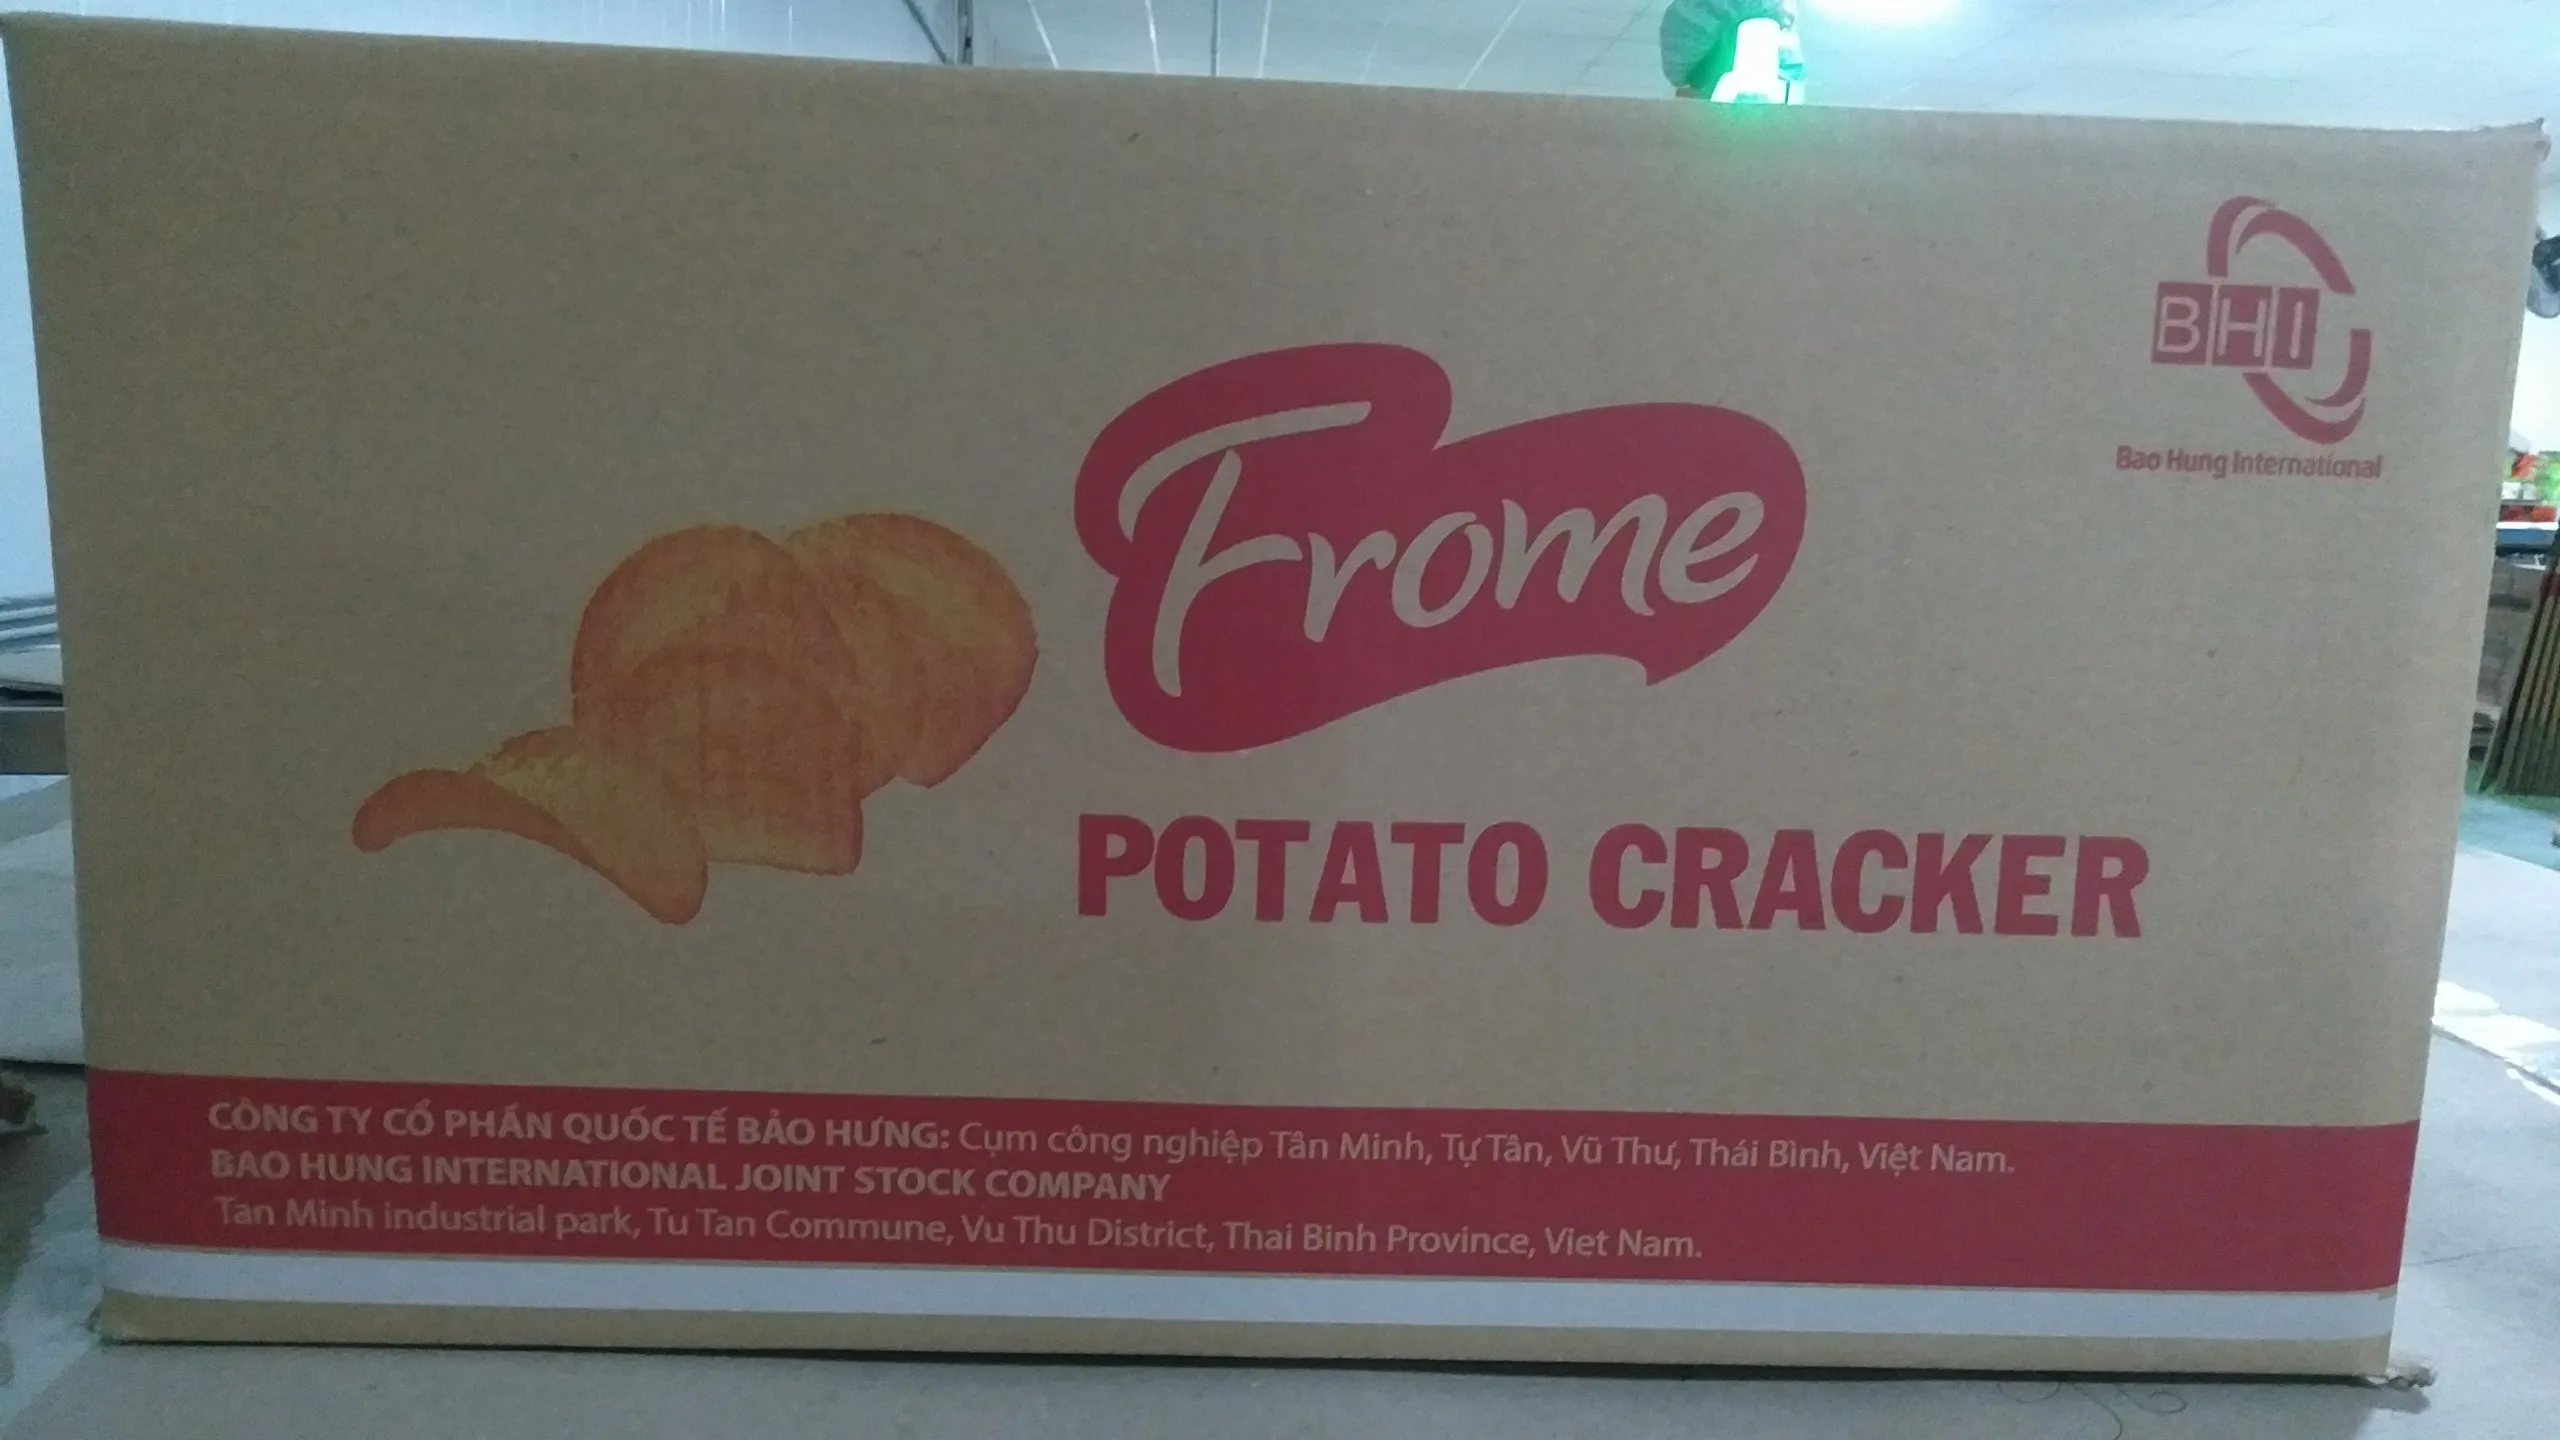 BHI
Bao Hung International
Frome
POTATO CRACKER
CÔNG TY CỔ PHẦN QUỐC TẾ BẢO HƯNG: Cụm công nghiệp Tân Minh, Tự Tân, Vũ Thư, Thái Bình, Việt Nam.
BAO HUNG INTERNATIONAL JOINT STOCK COMPANY
Tan Minh industrial park, Tu Tan Commune, Vu Thu District, Thai Binh Province, Viet Nam.